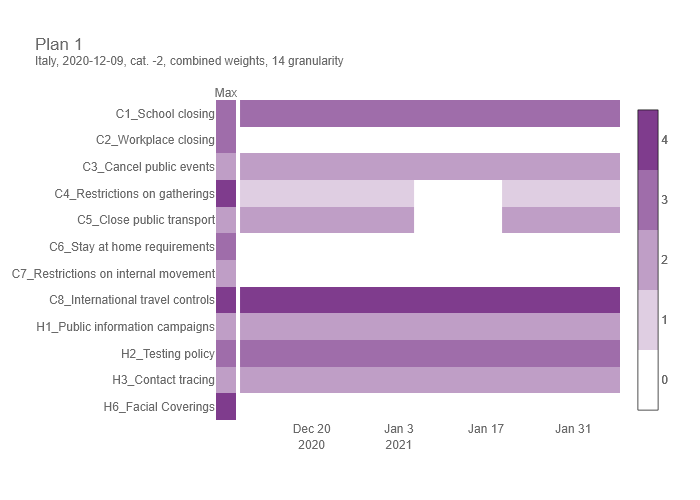 Plan 1
Italy, 2020-12-09, cat. -2, combined weights, 14 granularity
Max
C1_School closing
C2_Workplace closing
C3_Cancel public events
C4_Restrictions on gatherings
C5_Close public transport
C6_Stay at home requirements
C7_Restrictions on internal movement
C8_International travel controls
H1_Public information campaigns
H2_Testing policy
H3_Contact tracing
H6_Facial Coverings
Dec 20 Jan 3 Jan 17 Jan 31
2020 2021
4
3
2
1
0